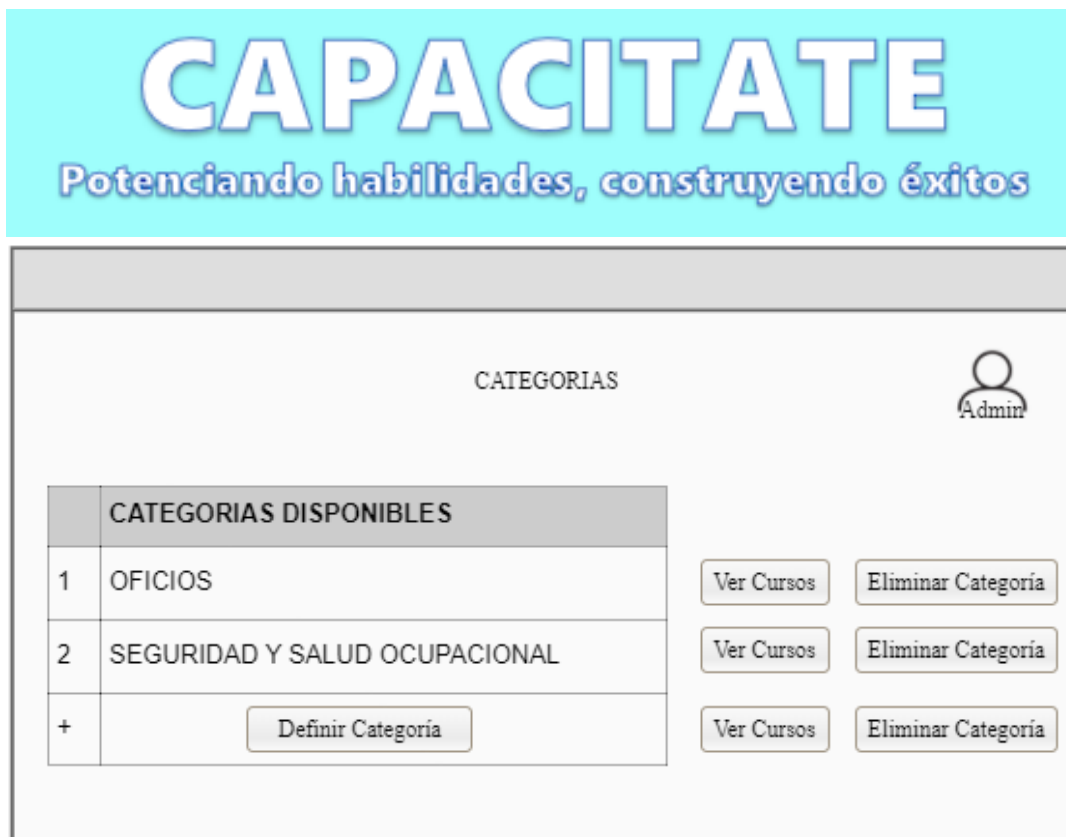 CAPACITATE
Potenciando habilidades, construyendo éxitos
CATEGORIAS
Admin
CATEGORIAS DISPONIBLES
1 OFICIOS Ver Cursos Eliminar Categoría
2 SEGURIDAD Y SALUD OCUPACIONAL Ver Cursos Eliminar Categoría
+ Definir Categoría Ver Cursos Eliminar Categoría